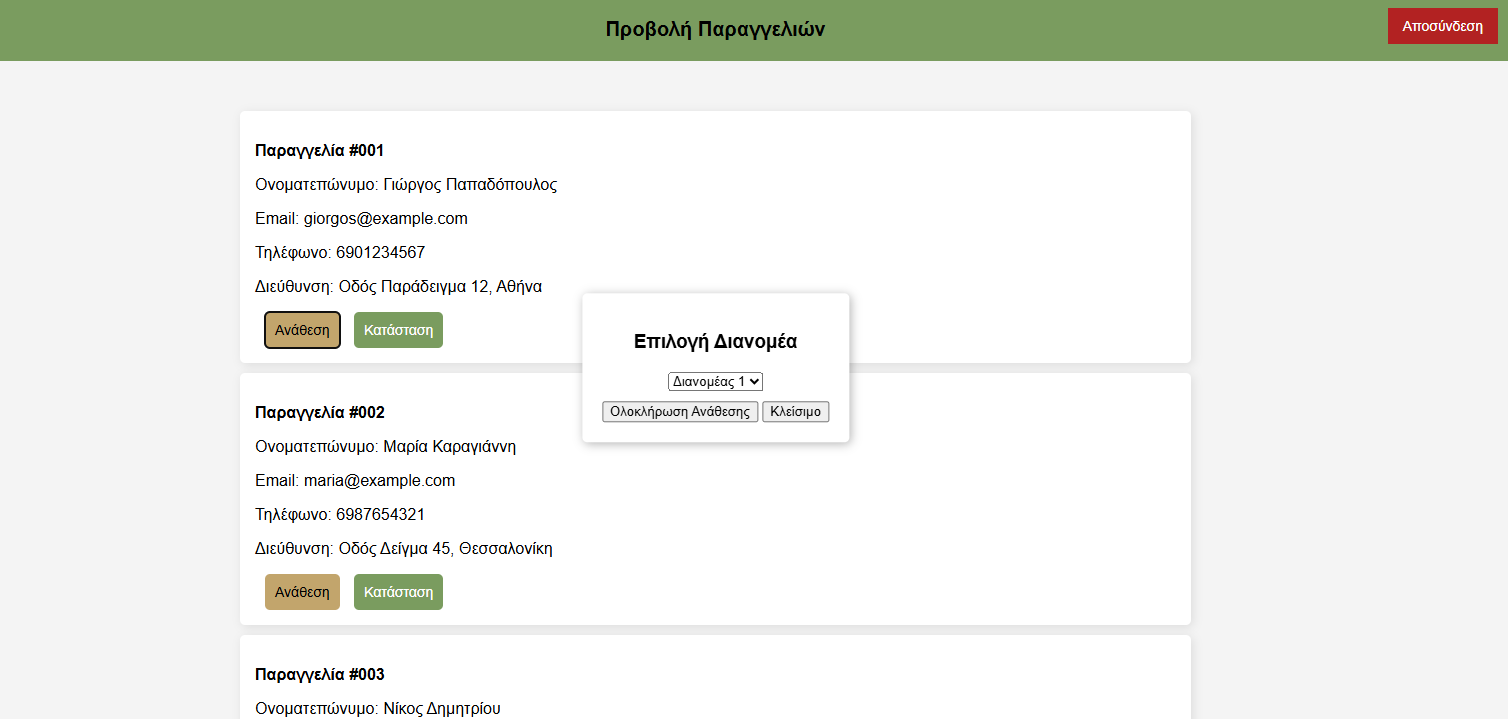 Προβολή Παραγγελιών
Αποσύνδεση
Παραγγελία #001
Ονοματεπώνυμο: Γιώργος Παπαδόπουλος
Email: giorgos@example.com
Τηλέφωνο: 6901234567
Διεύθυνση: Οδός Παράδειγμα 12, Αθήνα
Ανάθεση
Κατάσταση
Επιλογή Διανομέα
Διανομέας 1
Ολοκλήρωση Ανάθεσης
Κλείσιμο
Παραγγελία #002
Ονοματεπώνυμο: Μαρία Καραγιάννη
Email: maria@example.com
Τηλέφωνο: 6987654321
Διεύθυνση: Οδός Δείγμα 45, Θεσσαλονίκη
Ανάθεση
Κατάσταση
Παραγγελία #003
Ονοματεπώνυμο: Νίκος Δημητρίου